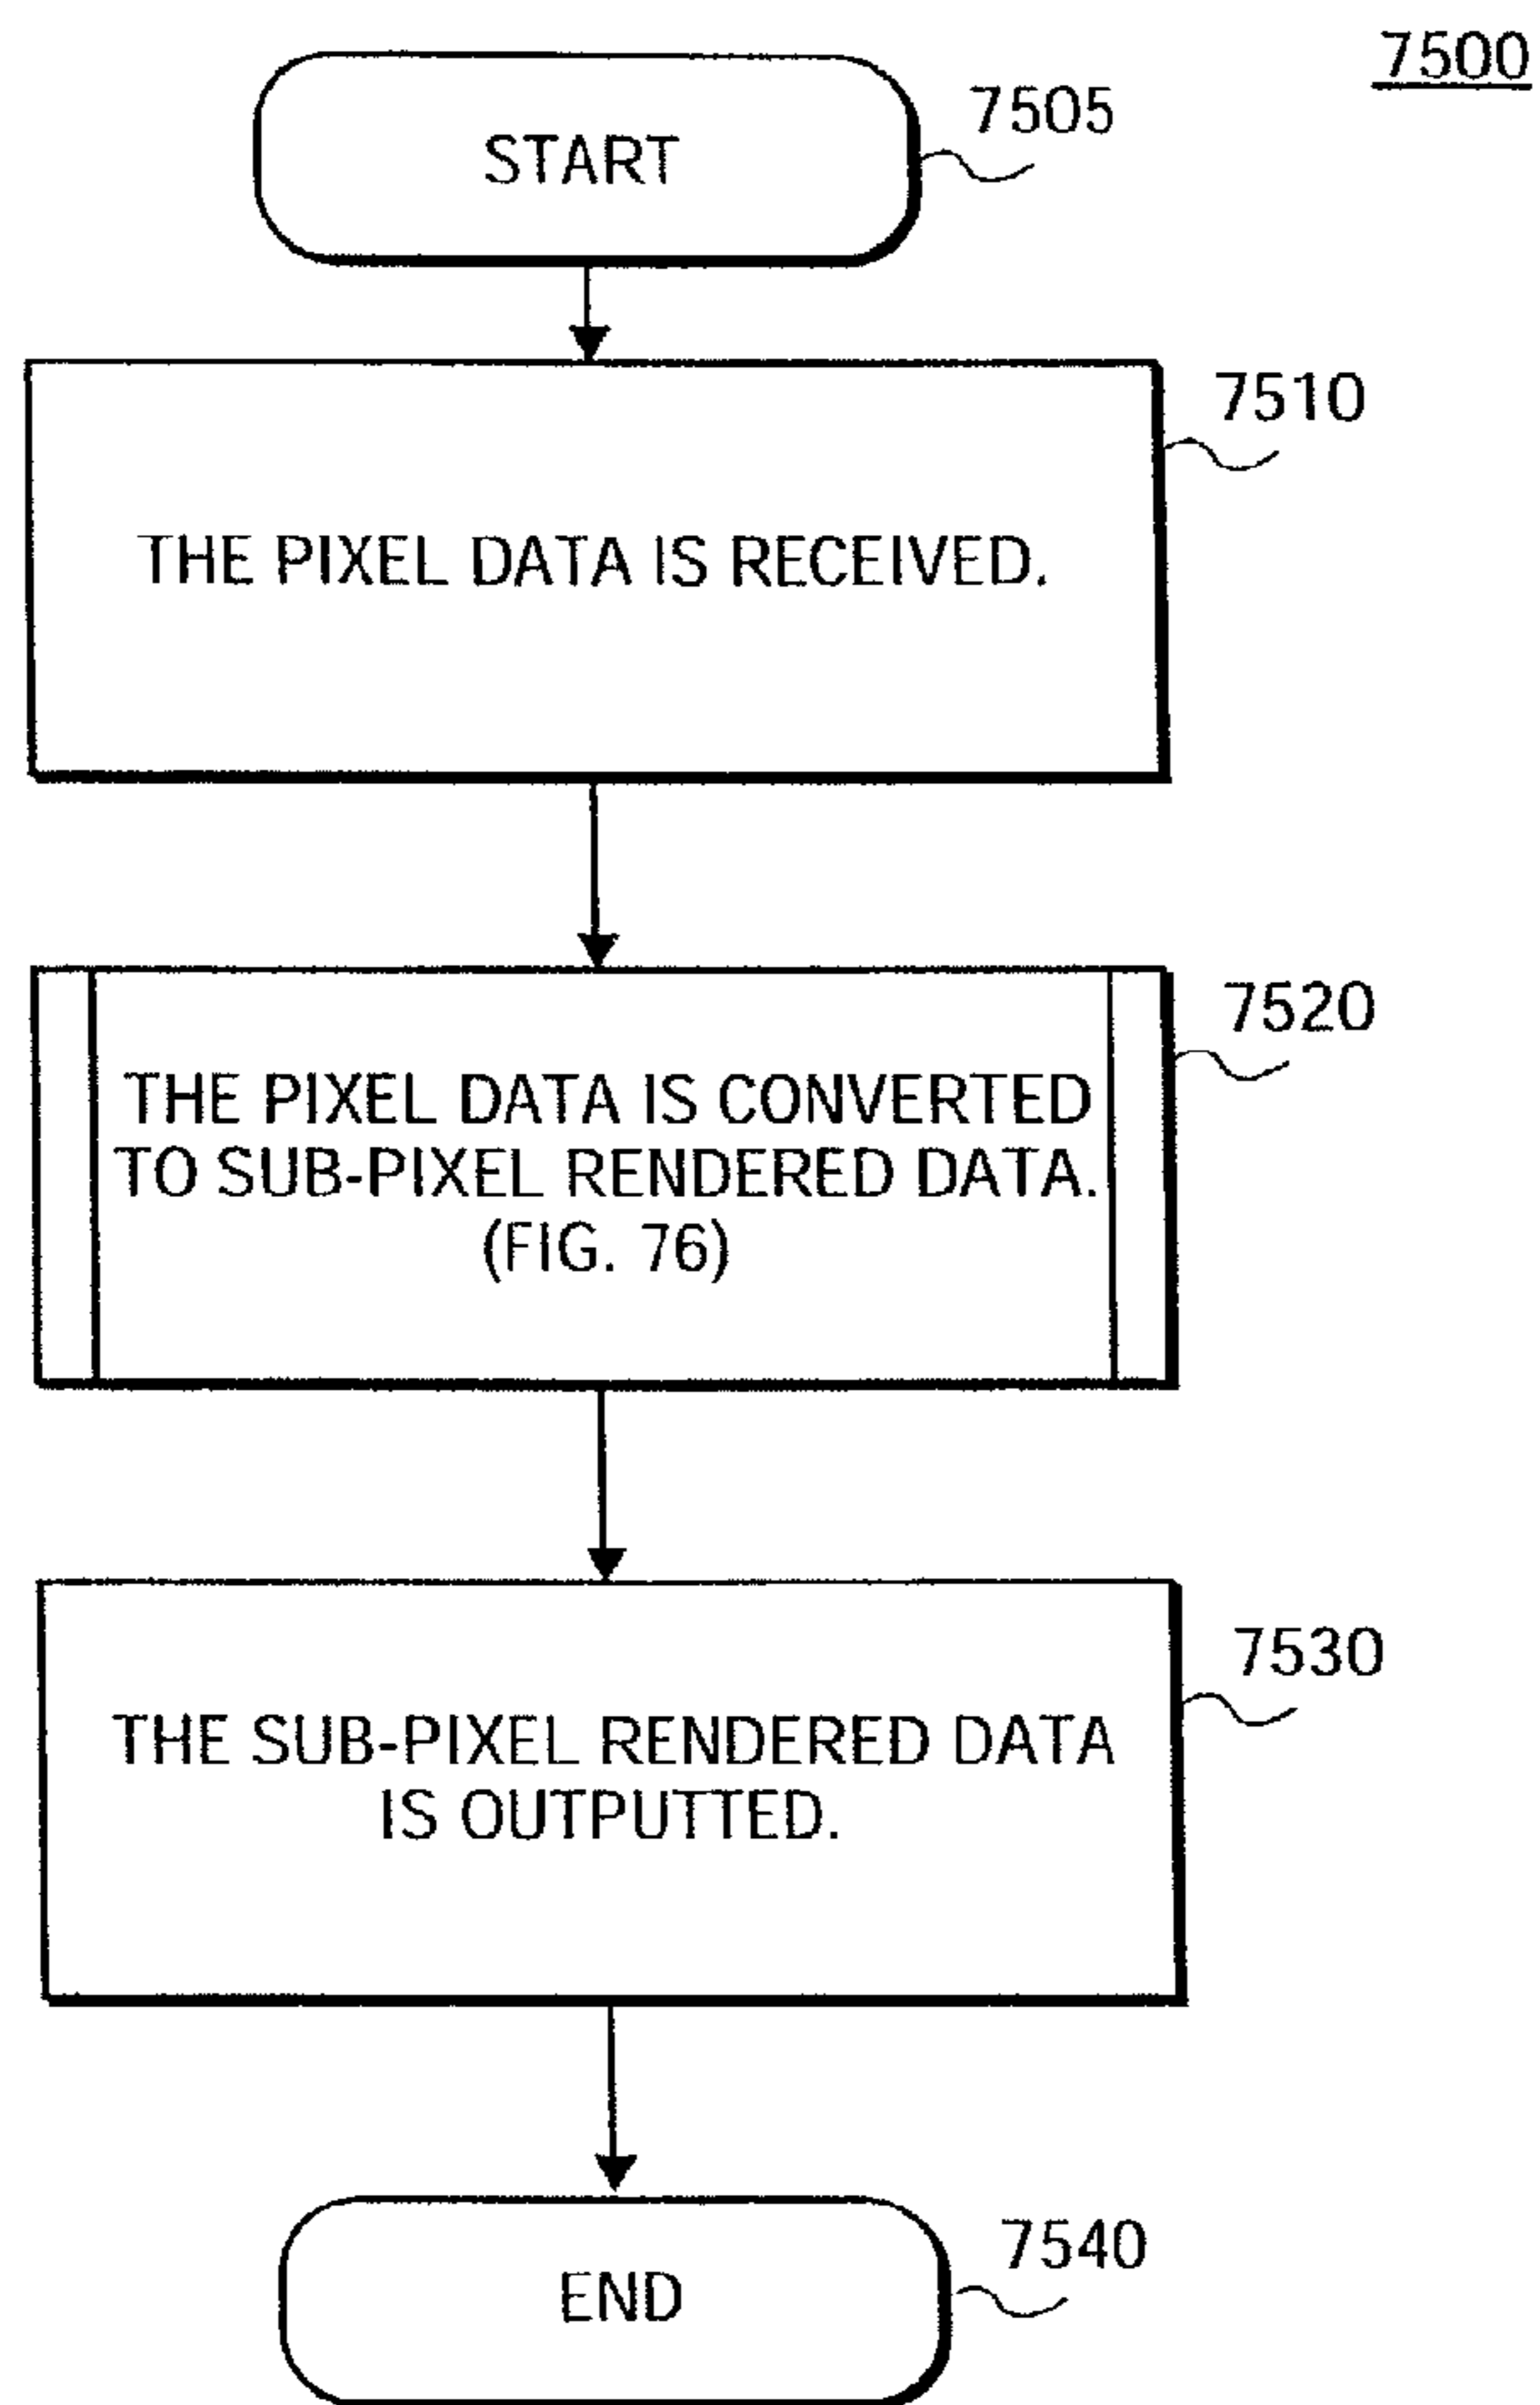 7500
START
7505
THE PIXEL DATA IS RECEIVED.
7510
THE PIXEL DATA IS CONVERTED
TO SUB-PIXEL RENDERED DATA.
(FIG. 76)
7520
THE SUB-PIXEL RENDERED DATA
IS OUTPUTTED.
7530
END
7540